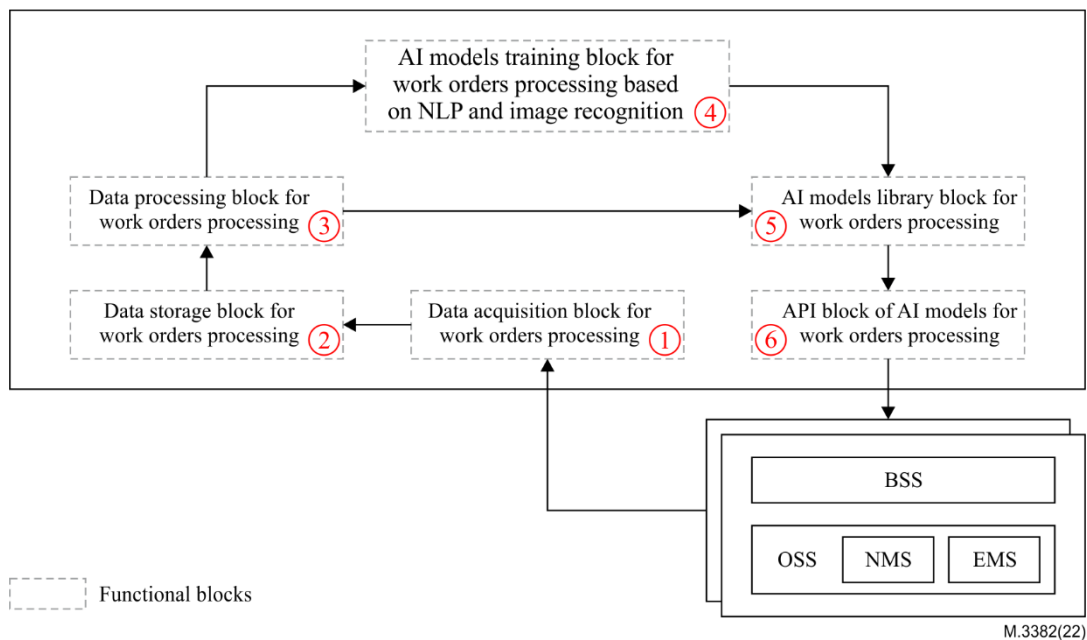 AI models training block for
work orders processing based
on NLP and image recognition
4
Data processing block for
work orders processing
3
AI models library block for
work orders processing
5
Data storage block for
work orders processing
2
Data acquisition block for
work orders processing
1
API block of AI models for
work orders processing
6
BSS
OSS
NMS
EMS
Functional blocks
M.3382(22)